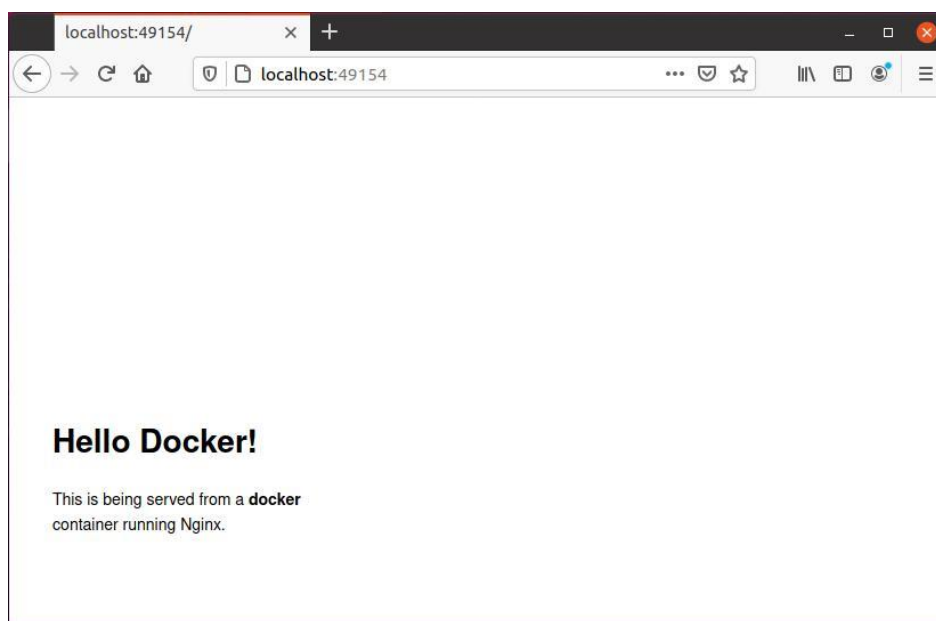 localhost:49154/
localhost:49154
Hello Docker!
This is being served from a docker
container running Nginx.